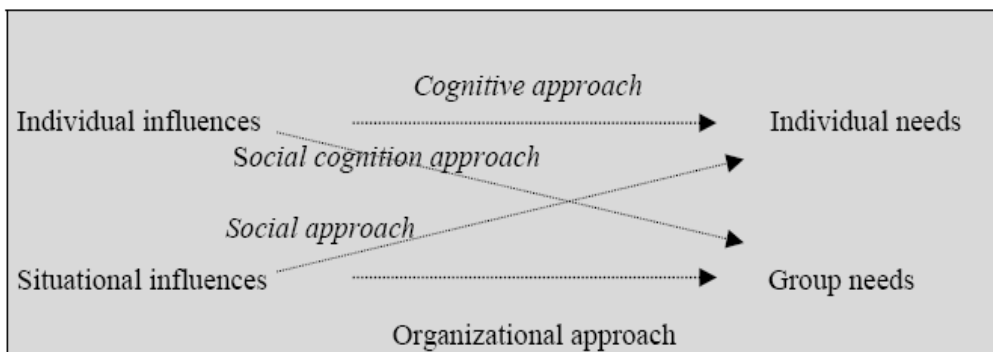 Cognitive approach
Individual influences Individual needs
Social cognition approach
Social approach
Situational influences Group needs
Organizational approach